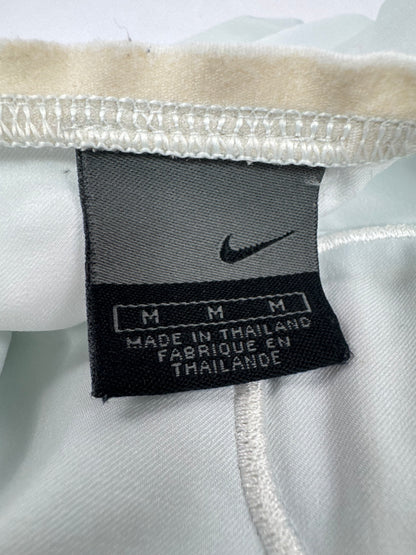 M M M
MADE IN THAILAND
FABRIQUE EN
THAILANDE